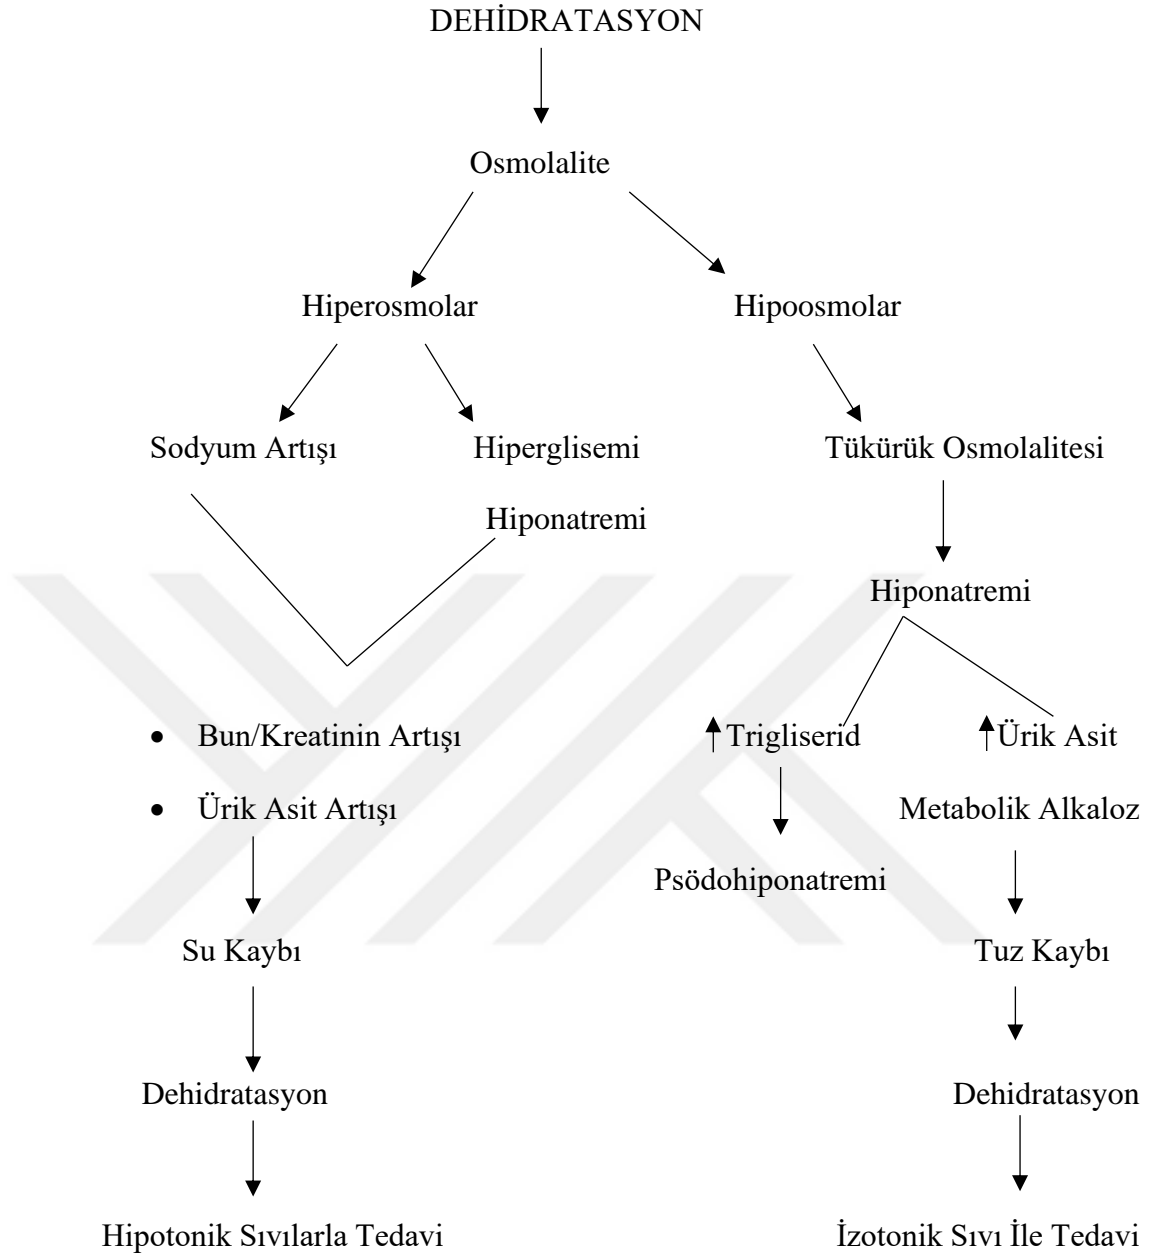 DEHİDRATASYON
Osmolalite
Hiperosmolar
Hipoosmolar
Sodyum Artışı
Hiperglisemi
Tükürük Osmolalitesi
Hiponatremi
Hiponatremi
• Bun/Kreatinin Artışı
Trigliserid
Ürik Asit
• Ürik Asit Artışı
Metabolik Alkaloz
Psödohiponatremi
Su Kaybı
Tuz Kaybı
Dehidratasyon
Dehidratasyon
Hipotonik Sıvılarla Tedavi
İzotonik Sıvı İle Tedavi